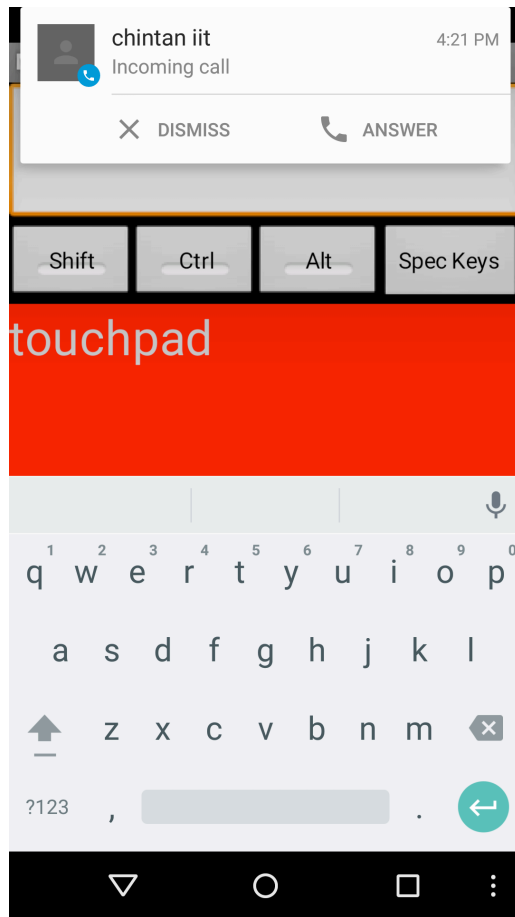 chintan iit 4:21 PM
Incoming call
DISMISS ANSWER
Shift Ctrl Alt Spec Keys
touchpad
1 2 3 4 5 6 7 8 9 0
q w e r t y u i o p
a s d f g h j k l
z x c v b n m
?123 , .